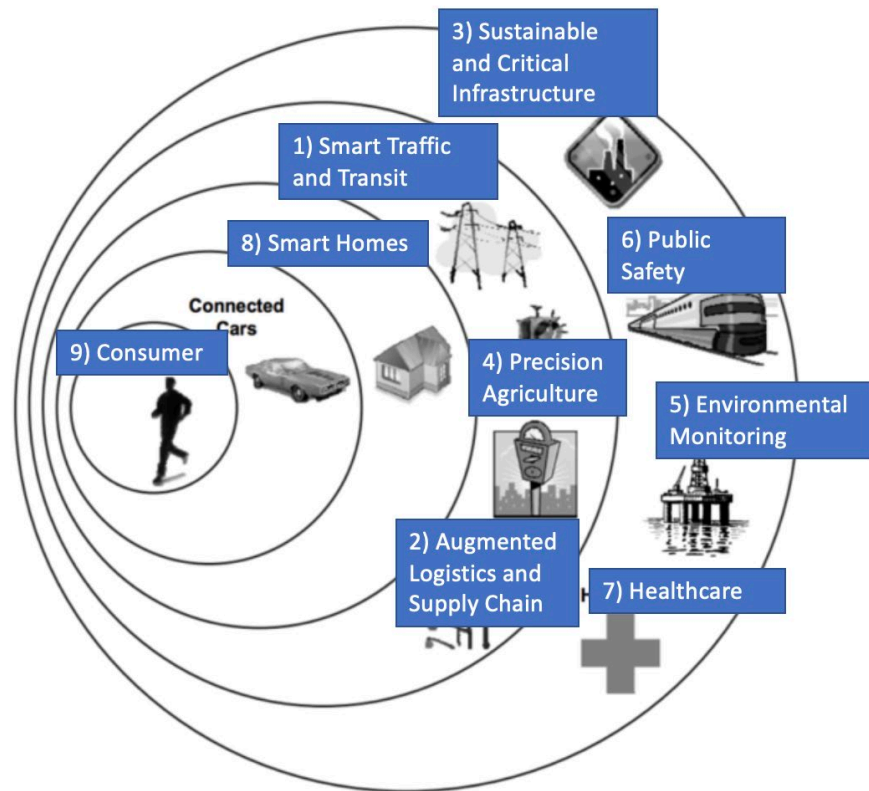 3) Sustainable
and Critical
Infrastructure
1) Smart Traffic
and Transit
8) Smart Homes
6) Public
Safety
Connected
Cars
9) Consumer
4) Precision
Agriculture
5) Environmental
Monitoring
2) Augmented
Logistics and
Supply Chain
7) Healthcare